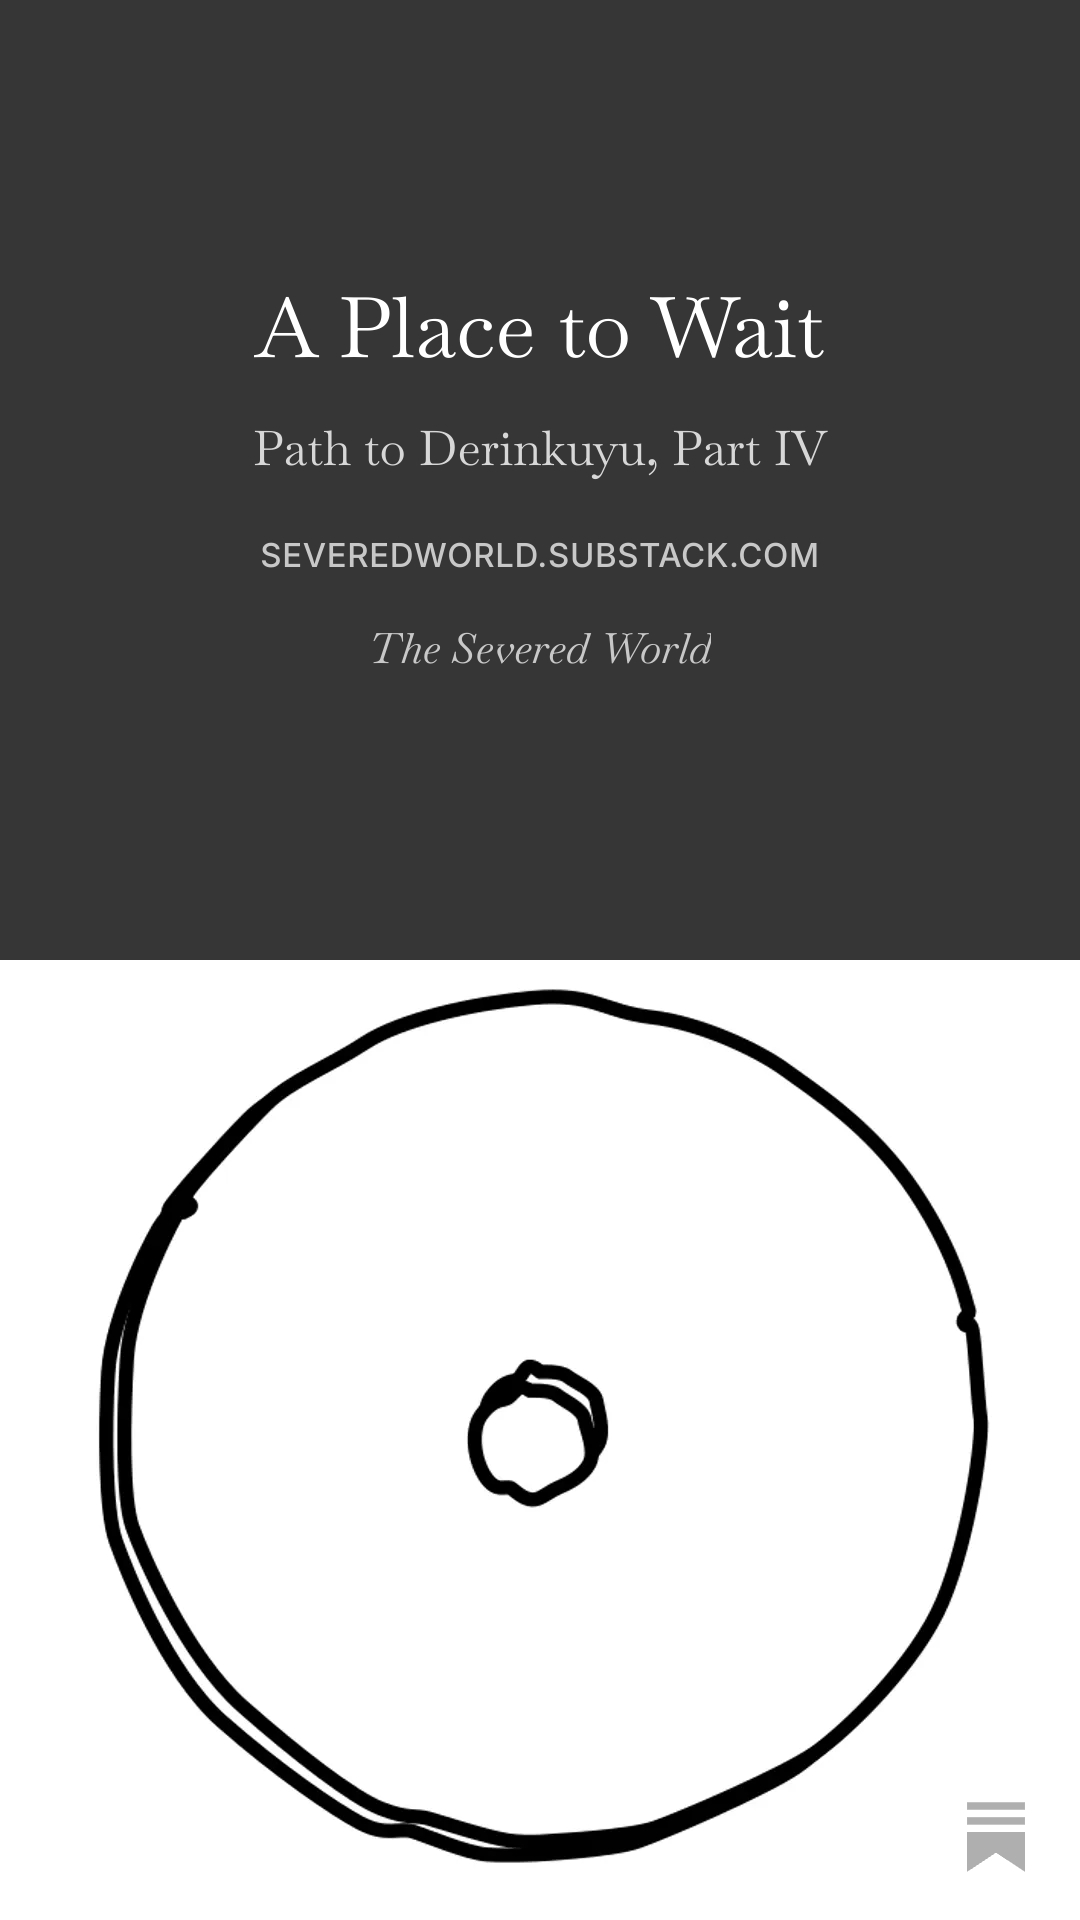 A Place to Wait
Path to Derinkuyu, Part IV
SEVEREDWORLD.SUBSTACK.COM
The Severed World